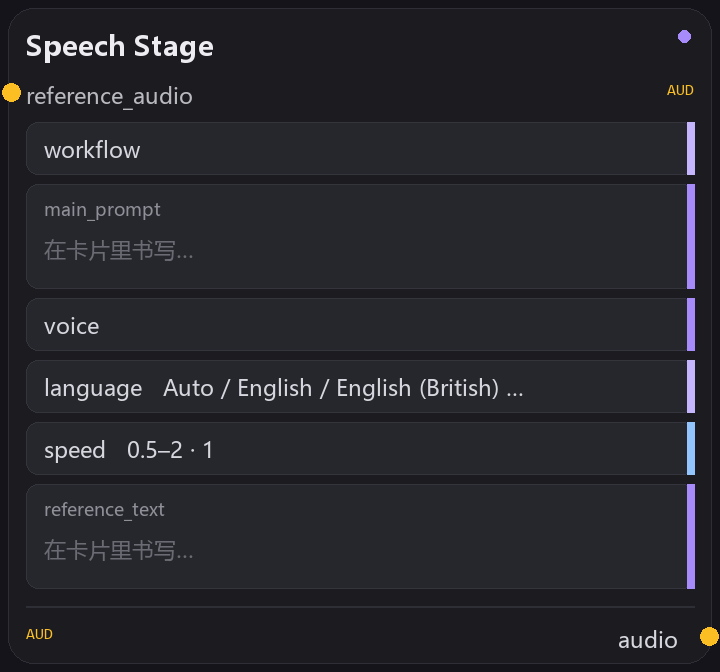 Speech Stage
reference_audio AUD
workflow
main_prompt
在卡片里书写…
voice
language Auto / English / English (British) …
speed 0.5–2 · 1
reference_text
在卡片里书写…
AUD audio